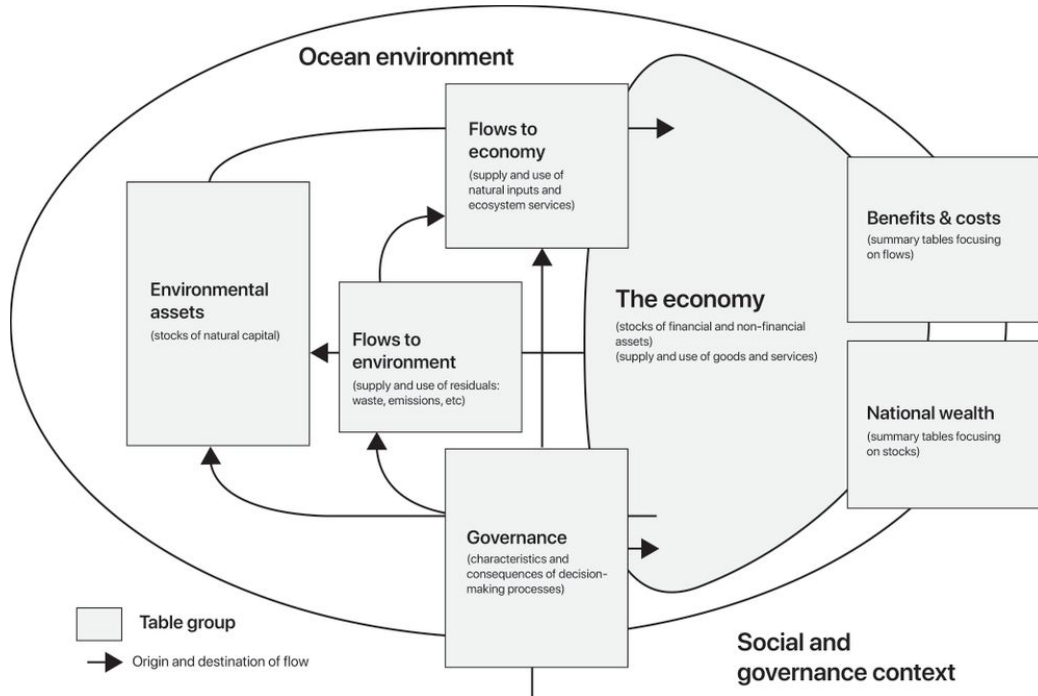 Ocean environment
Flows to
economy
(supply and use of
natural inputs and
ecosystem services)
Environmental
assets
(stocks of natural capital)
Flows to
environment
(supply and use of residuals:
waste, emissions, etc)
The economy
(stocks of financial and non-financial
assets)
(supply and use of goods and services)
Benefits & costs
(summary tables focusing
on flows)
National wealth
(summary tables focusing
on stocks)
Governance
(characteristics and
consequences of decision-
making processes)
Table group
Origin and destination of flow
Social and
governance context